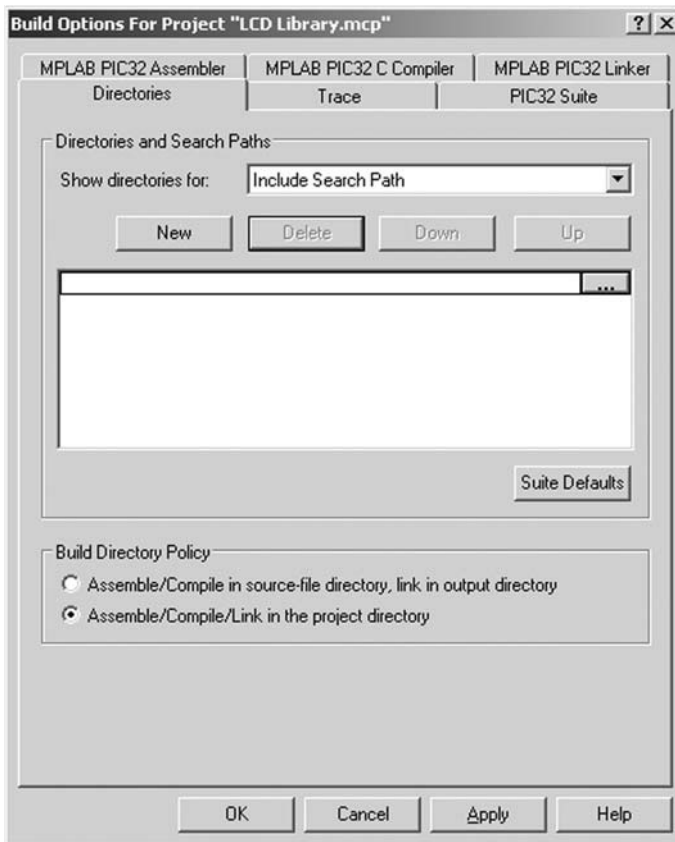 Build Options For Project "LCD Library.mcp"
? ×
MPLAB PIC32 Assembler MPLAB PIC32 C Compiler MPLAB PIC32 Linker
Directories Trace PIC32 Suite
Directories and Search Paths
Show directories for: Include Search Path
New Delete Down Up
...
Suite Defaults
Build Directory Policy
Assemble/Compile in source-file directory, link in output directory
Assemble/Compile/Link in the project directory
OK Cancel Apply Help